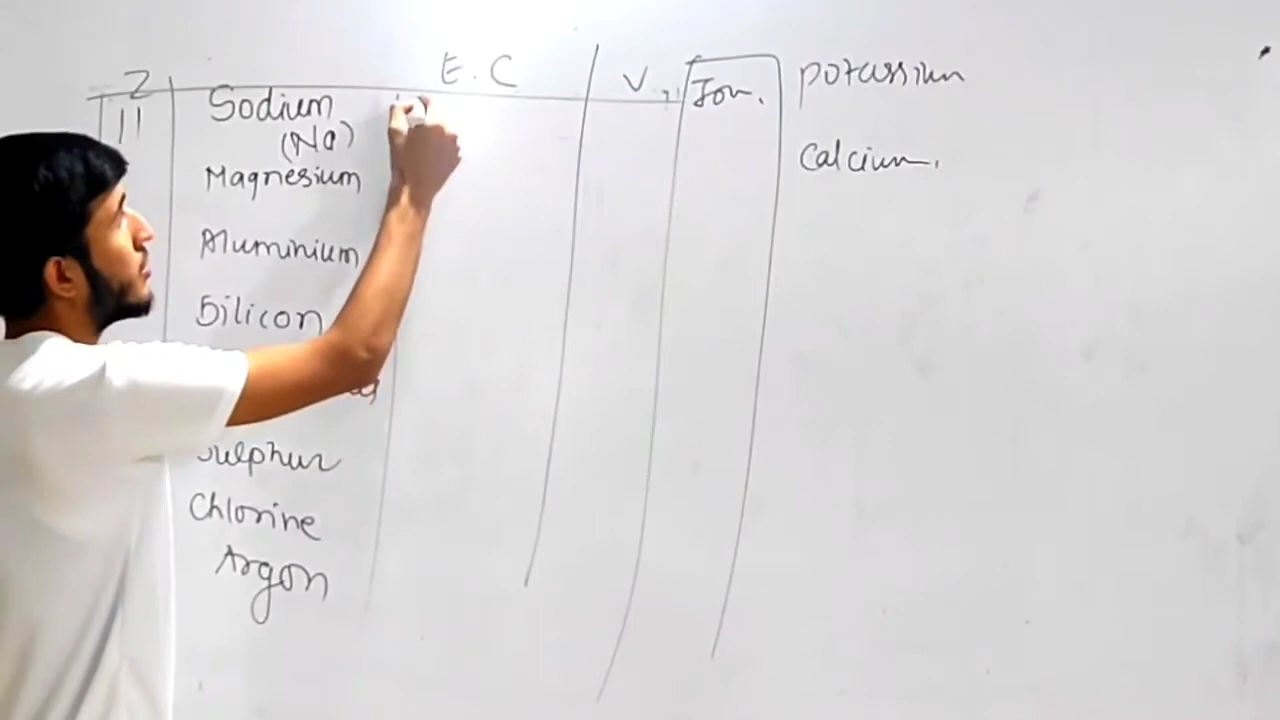 Z E.C V Ion. potassium
11 Sodium
(Na)
Magnesium calcium.
Aluminium
Silicon
Sulphur
Chlorine
Argon